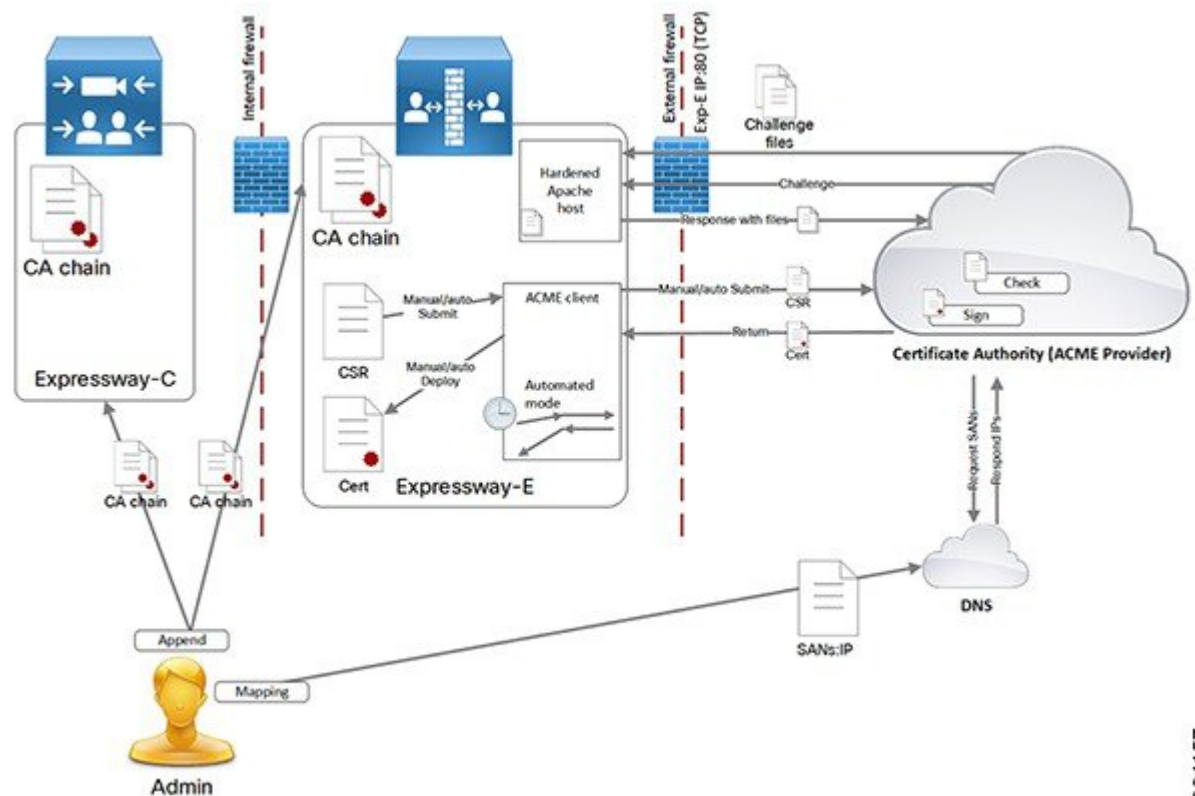 Internal firewall
External firewall
Exp-E IP:80 (TCP)
Challenge
files
CA chain
CA chain
Hardened
Apache
host
Challenge
Response with files
Check
Sign
Certificate Authority (ACME Provider)
Manual/auto
Submit
ACME client
Manual/auto Submit
CSR
CSR
Return
Cert
Manual/auto
Deploy
Automated
mode
Cert
Expressway-C
Expressway-E
CA chain
CA chain
Request SANs
Respond IPs
DNS
SANs:IP
Append
Mapping
Admin